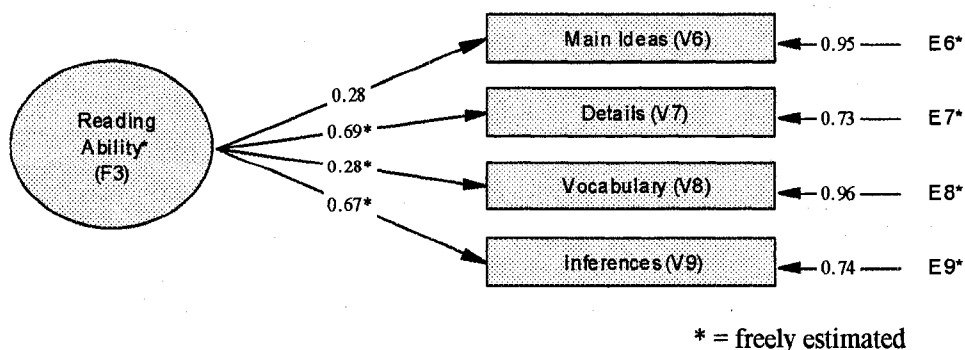 Main Ideas (V6)
0.95
E6*
0.28
Reading
Ability*
(F3)
0.69*
Details (V7)
0.73
E7*
0.28*
Vocabulary (V8)
0.96
E8*
0.67*
Inferences (V9)
0.74
E9*
* = freely estimated